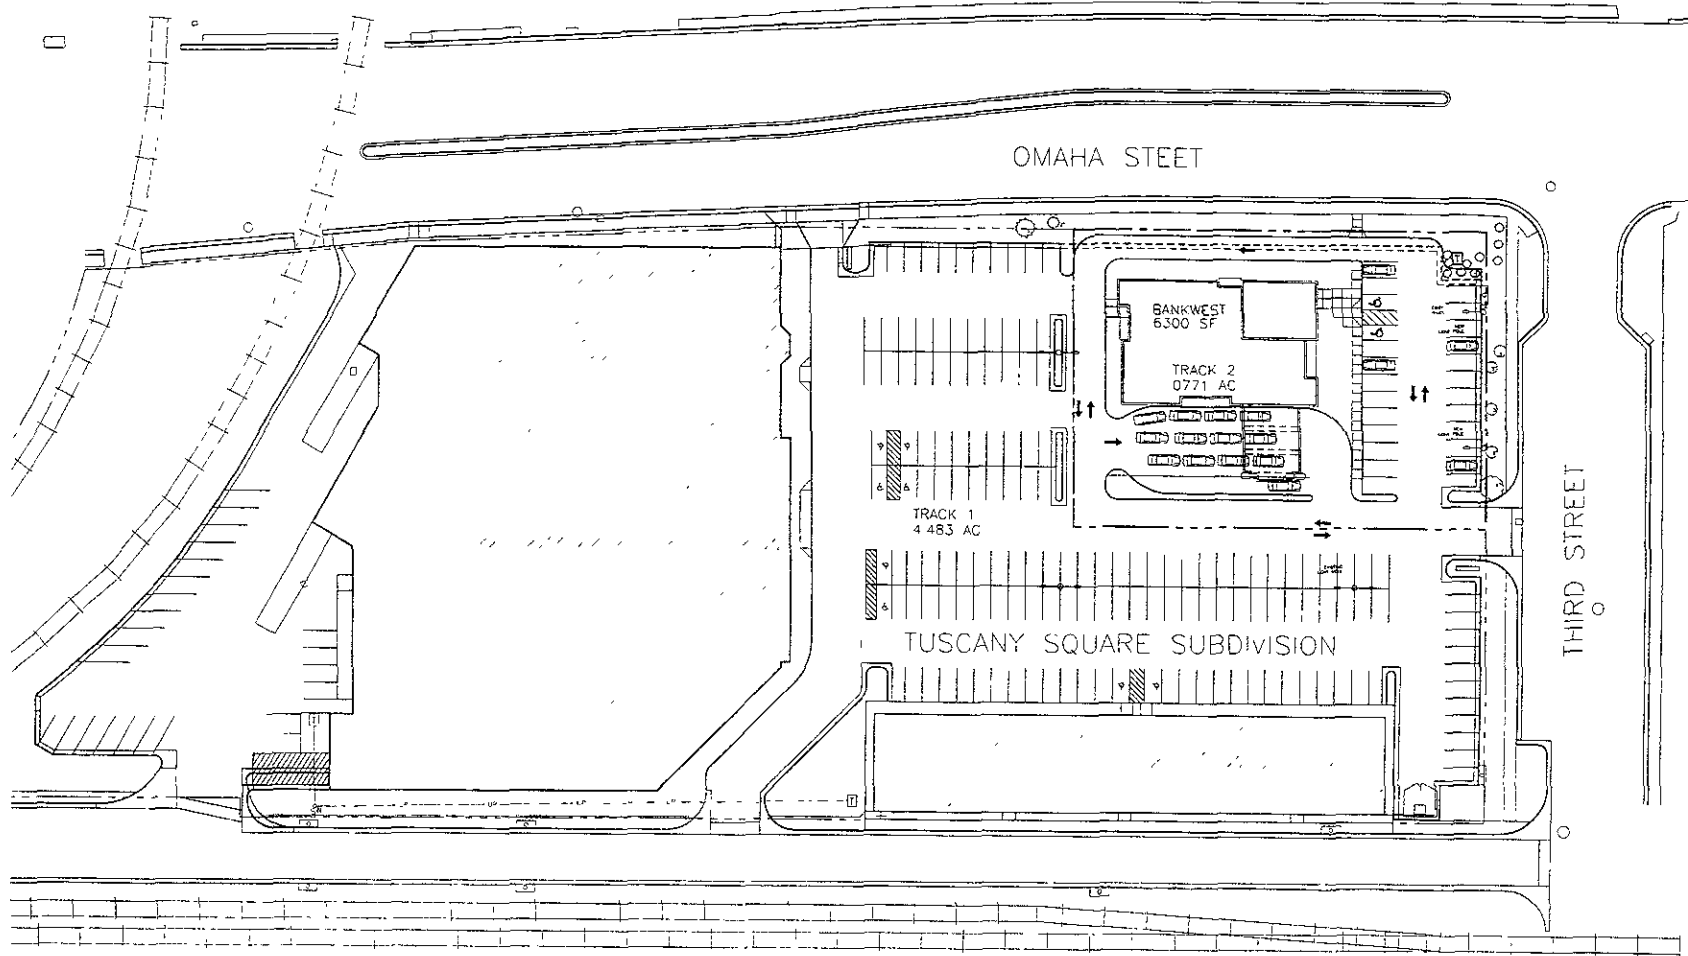 OMAHA STEET
BANKWEST
6300 SF
TRACK 2
0771 AC
TRACK 1
4 483 AC
THIRD STREET
TUSCANY SQUARE SUBDIVISION